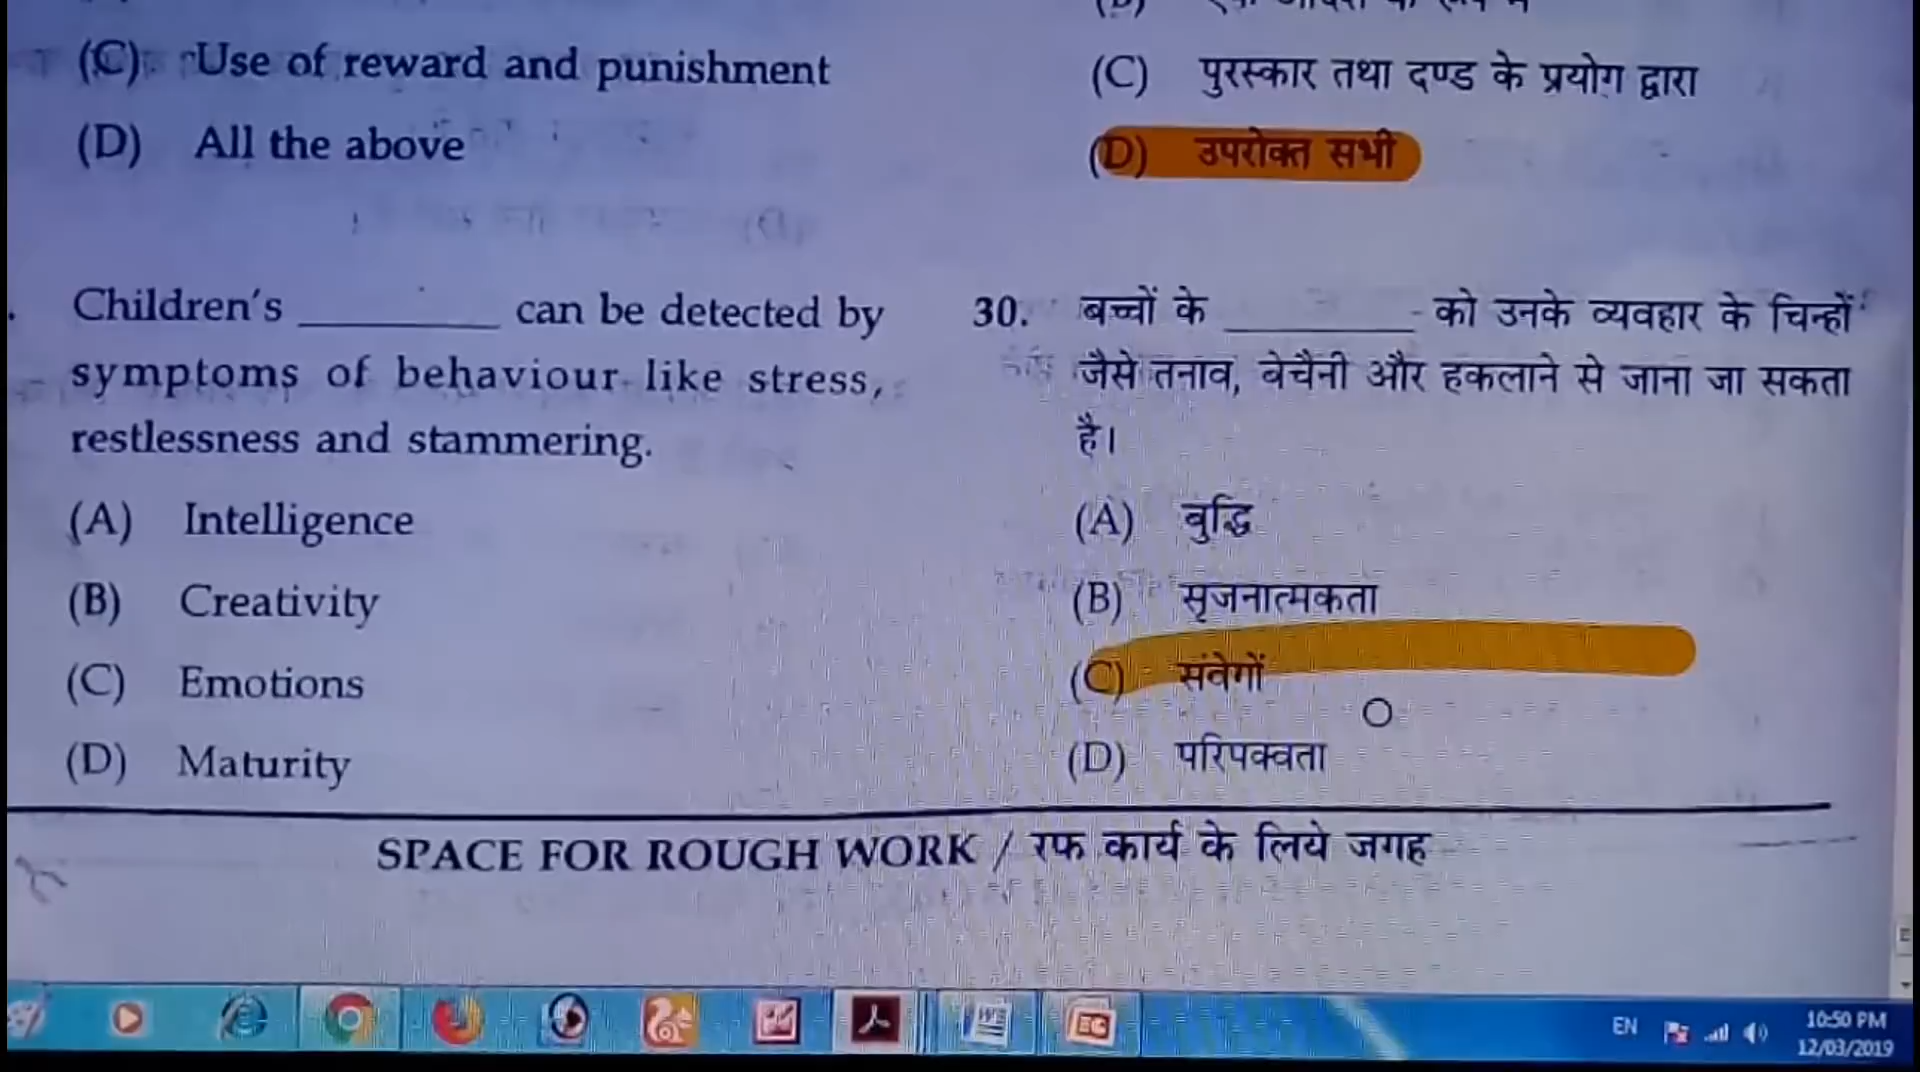 (C) Use of reward and punishment
(D) All the above
(C) पुरस्कार तथा दण्ड के प्रयोग द्वारा
(D) उपरोक्त सभी
Children's ________ can be detected by
symptoms of behaviour like stress,
restlessness and stammering.
(A) Intelligence
(B) Creativity
(C) Emotions
(D) Maturity
30. बच्चों के ________ को उनके व्यवहार के चिन्हों
जैसे तनाव, बेचैनी और हकलाने से जाना जा सकता
है।
(A) बुद्धि
(B) सृजनात्मकता
(C) संवेगों
(D) परिपक्वता
SPACE FOR ROUGH WORK / रफ कार्य के लिये जगह
EN
10:50 PM
12/03/2019